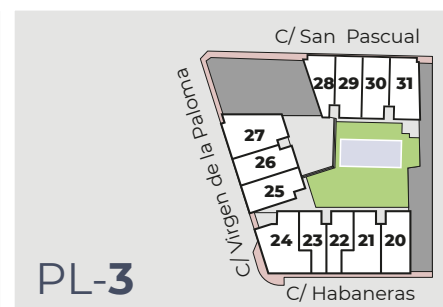 C/ San Pascual
28 29 30 31
C/ Virgen de la Paloma
27
26
25
24 23 22 21 20
PL-3
C/ Habaneras